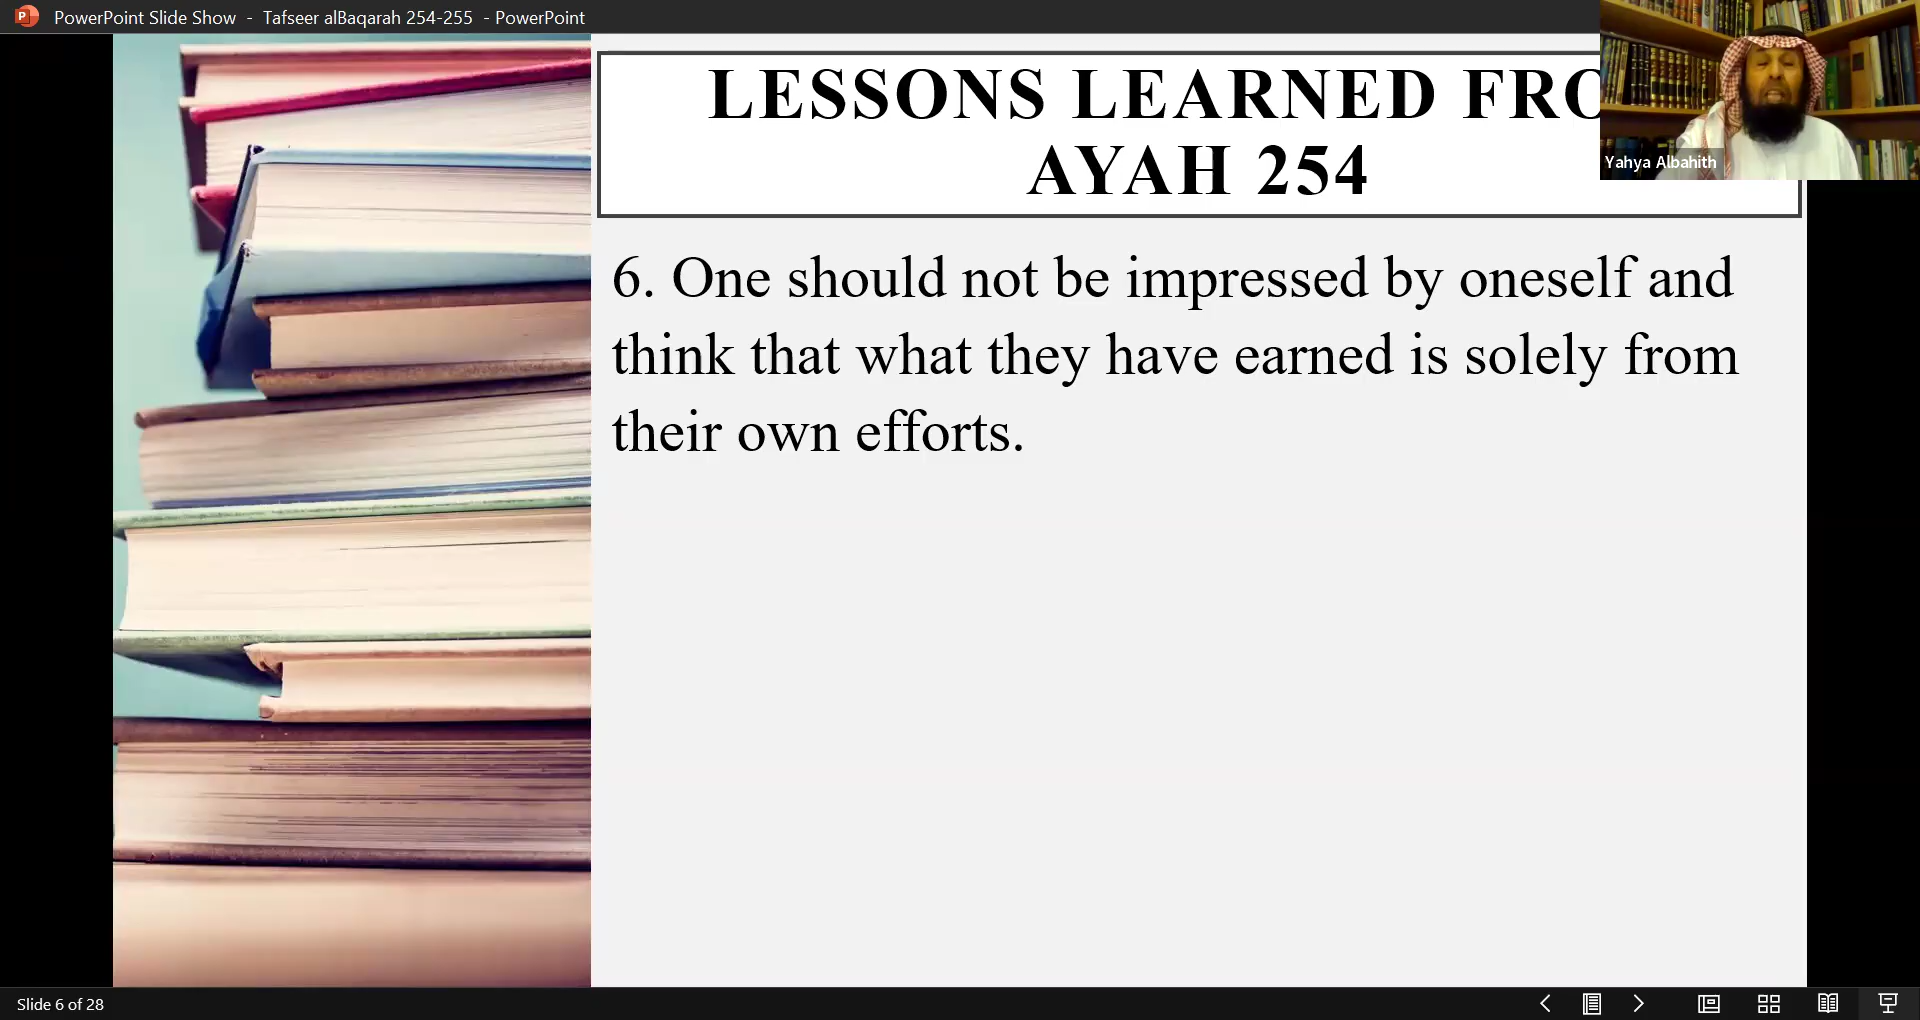 PowerPoint Slide Show - Tafseer alBaqarah 254-255 - PowerPoint
LESSONS LEARNED
AYAH 254
Yahya Albahith
6. One should not be impressed by oneself and
think that what they have earned is solely from
their own efforts.
Slide 6 of 28